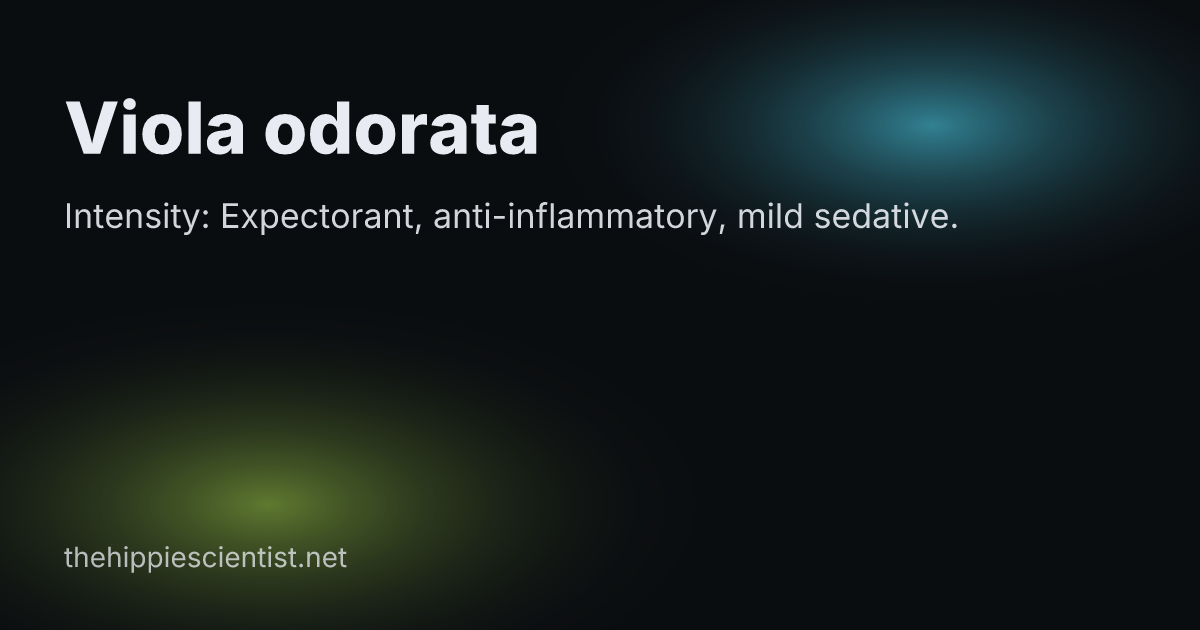 Viola odorata
Intensity: Expectorant, anti-inflammatory, mild sedative.
thehippiescientist.net